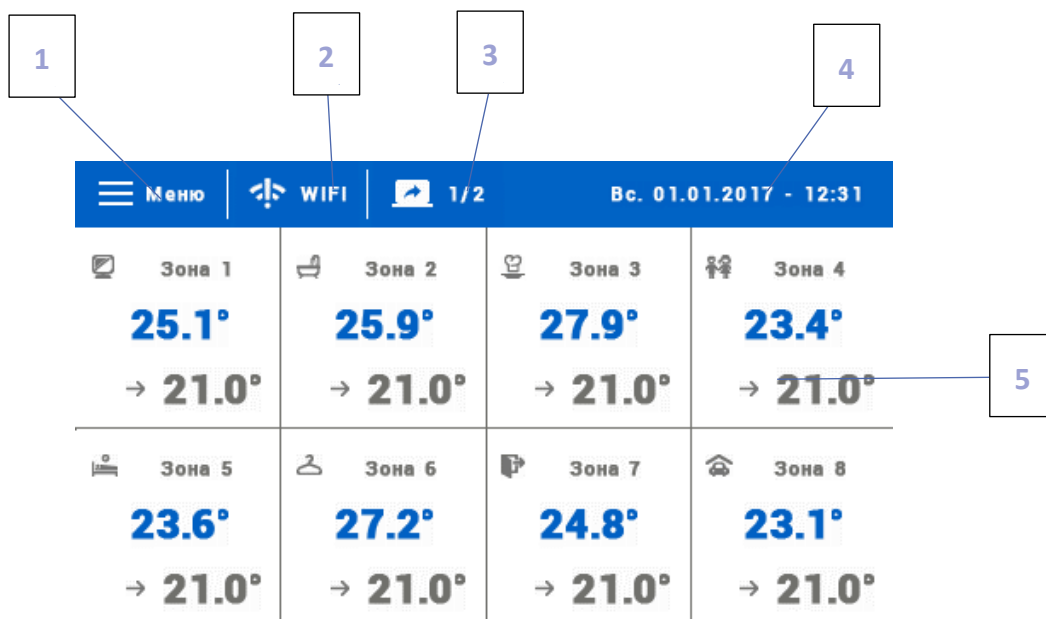 1
2
3
4
Меню WIFI 1/2 Вс. 01.01.2017 - 12:31
Зона 1 Зона 2 Зона 3 Зона 4
25.1° 25.9° 27.9° 23.4°
→ 21.0° → 21.0° → 21.0° → 21.0°
5
Зона 5 Зона 6 Зона 7 Зона 8
23.6° 27.2° 24.8° 23.1°
→ 21.0° → 21.0° → 21.0° → 21.0°